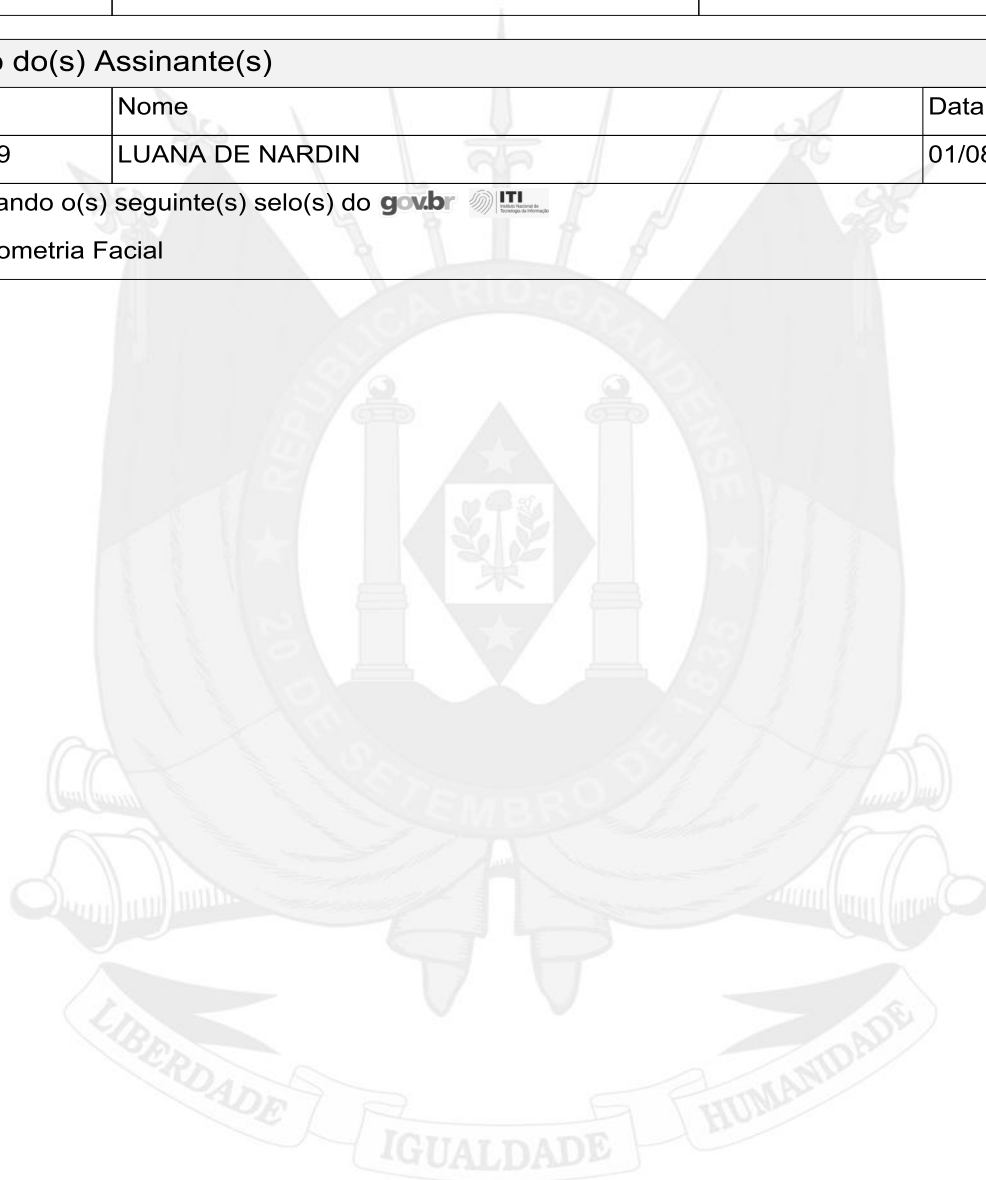 o do(s) Assinante(s)
Nome
Data
9
LUANA DE NARDIN
01/08
ando o(s) seguinte(s) selo(s) do gov.br ITI
ometria Facial
REPÚBLICA RIO-GRANDENSE
20 DE SETEMBRO DE 1835
LIBERDADE
IGUALDADE
HUMANIDADE